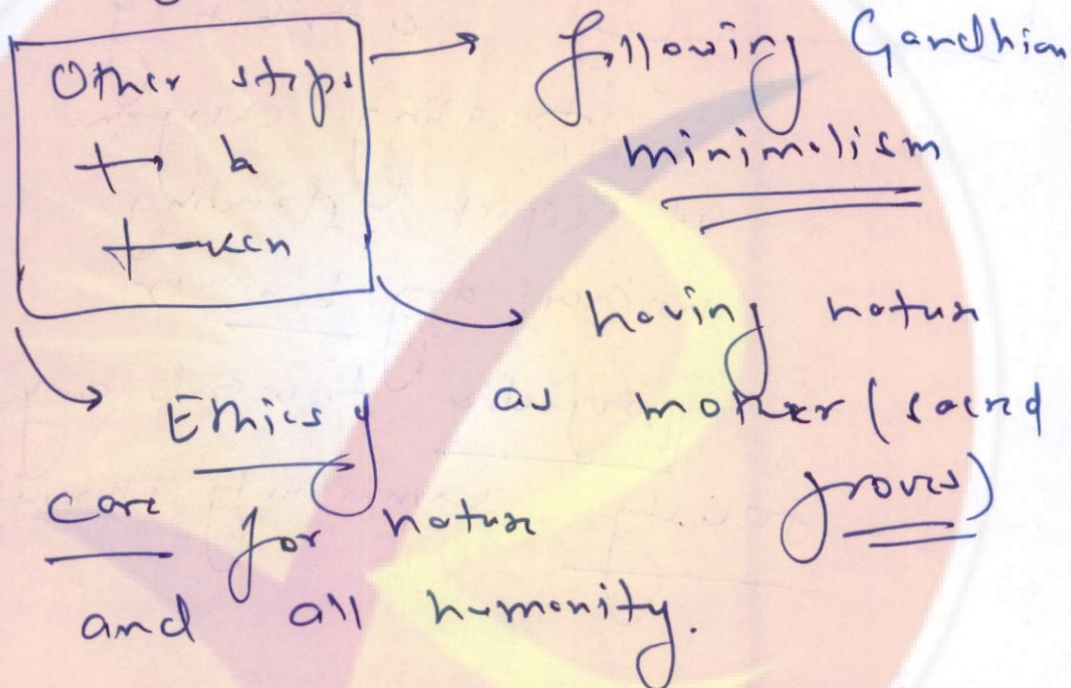 Other steps
to be
taken
following Gandhian
minimalism
having nature
as mother (sacred
groves)
Ethics of
care for nature
and all humanity.